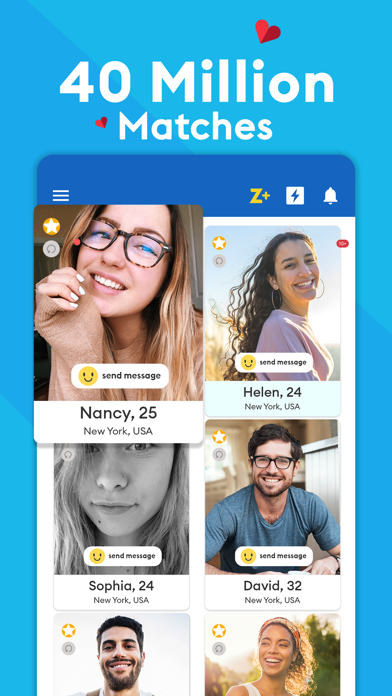 40 Million
Matches
Z+
10+
send message
send message
Nancy, 25
New York, USA
Helen, 24
New York, USA
send message
send message
Sophia, 24
New York, USA
David, 32
New York, USA